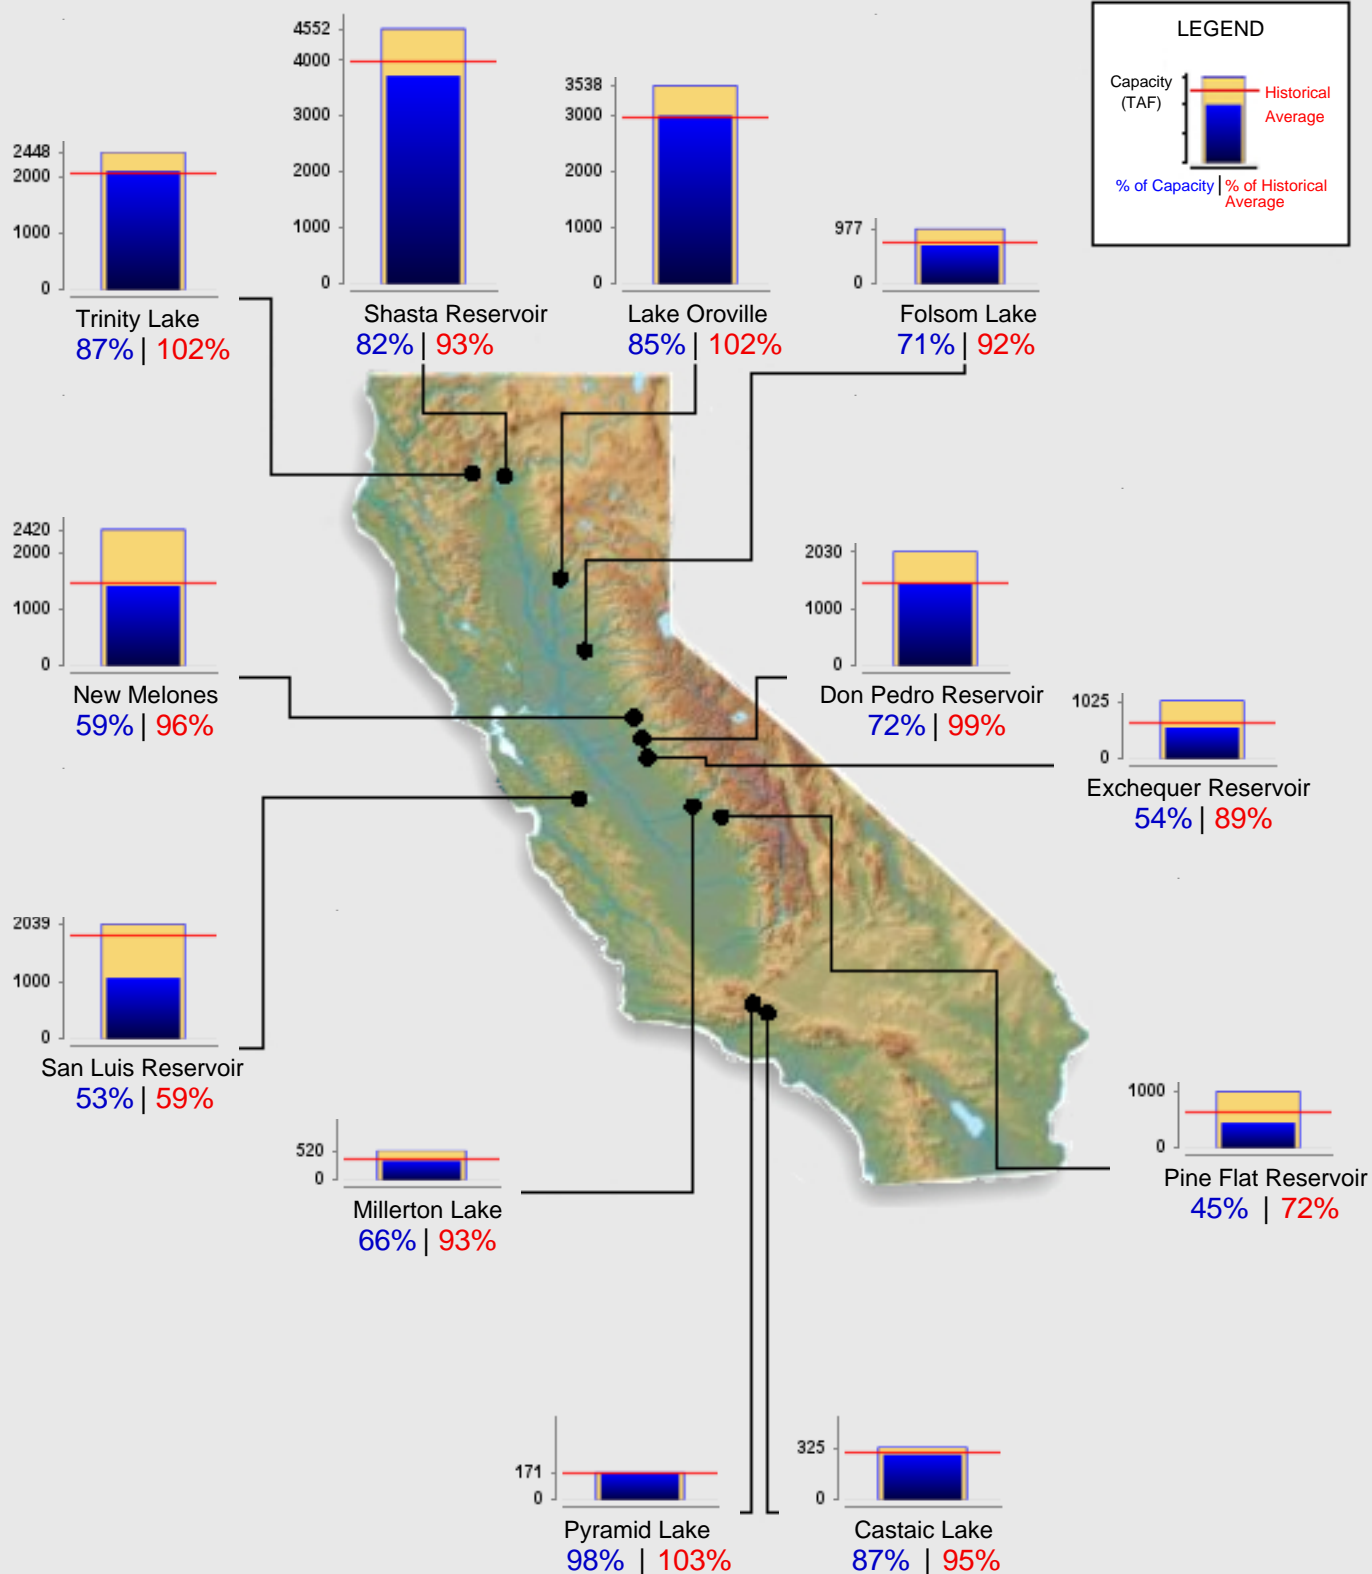 LEGEND
Capacity
(TAF)
Historical
Average
% of Capacity | % of Historical
Average
4552
4000
3000
2000
1000
0
Shasta Reservoir
82% | 93%
3538
3000
2000
1000
0
Lake Oroville
85% | 102%
2448
2000
1000
0
Trinity Lake
87% | 102%
977
0
Folsom Lake
71% | 92%
2420
2000
1000
0
New Melones
59% | 96%
2030
1000
0
Don Pedro Reservoir
72% | 99%
1025
0
Exchequer Reservoir
54% | 89%
2039
1000
0
San Luis Reservoir
53% | 59%
520
0
Millerton Lake
66% | 93%
1000
0
Pine Flat Reservoir
45% | 72%
171
0
Pyramid Lake
98% | 103%
325
0
Castaic Lake
87% | 95%